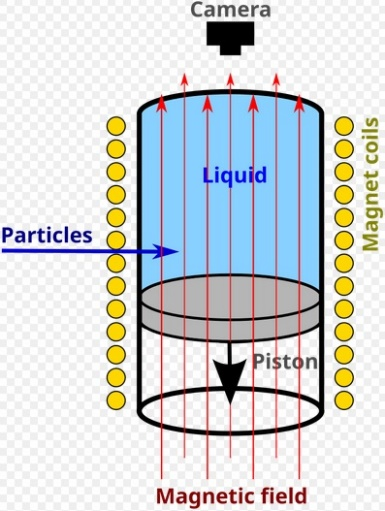 Camera
Liquid
Magnet coils
Particles
Piston
Magnetic field